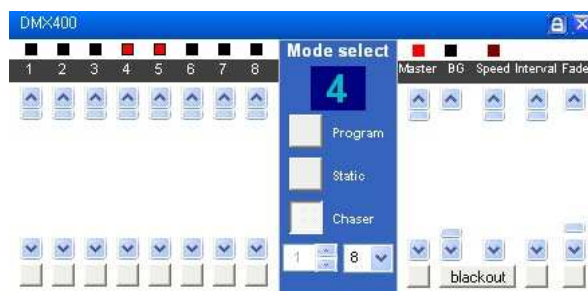 DMX400
Mode select
1 2 3 4 5 6 7 8
Master BG Speed Interval Fade
4
Program
Static
Chaser
1 8
blackout